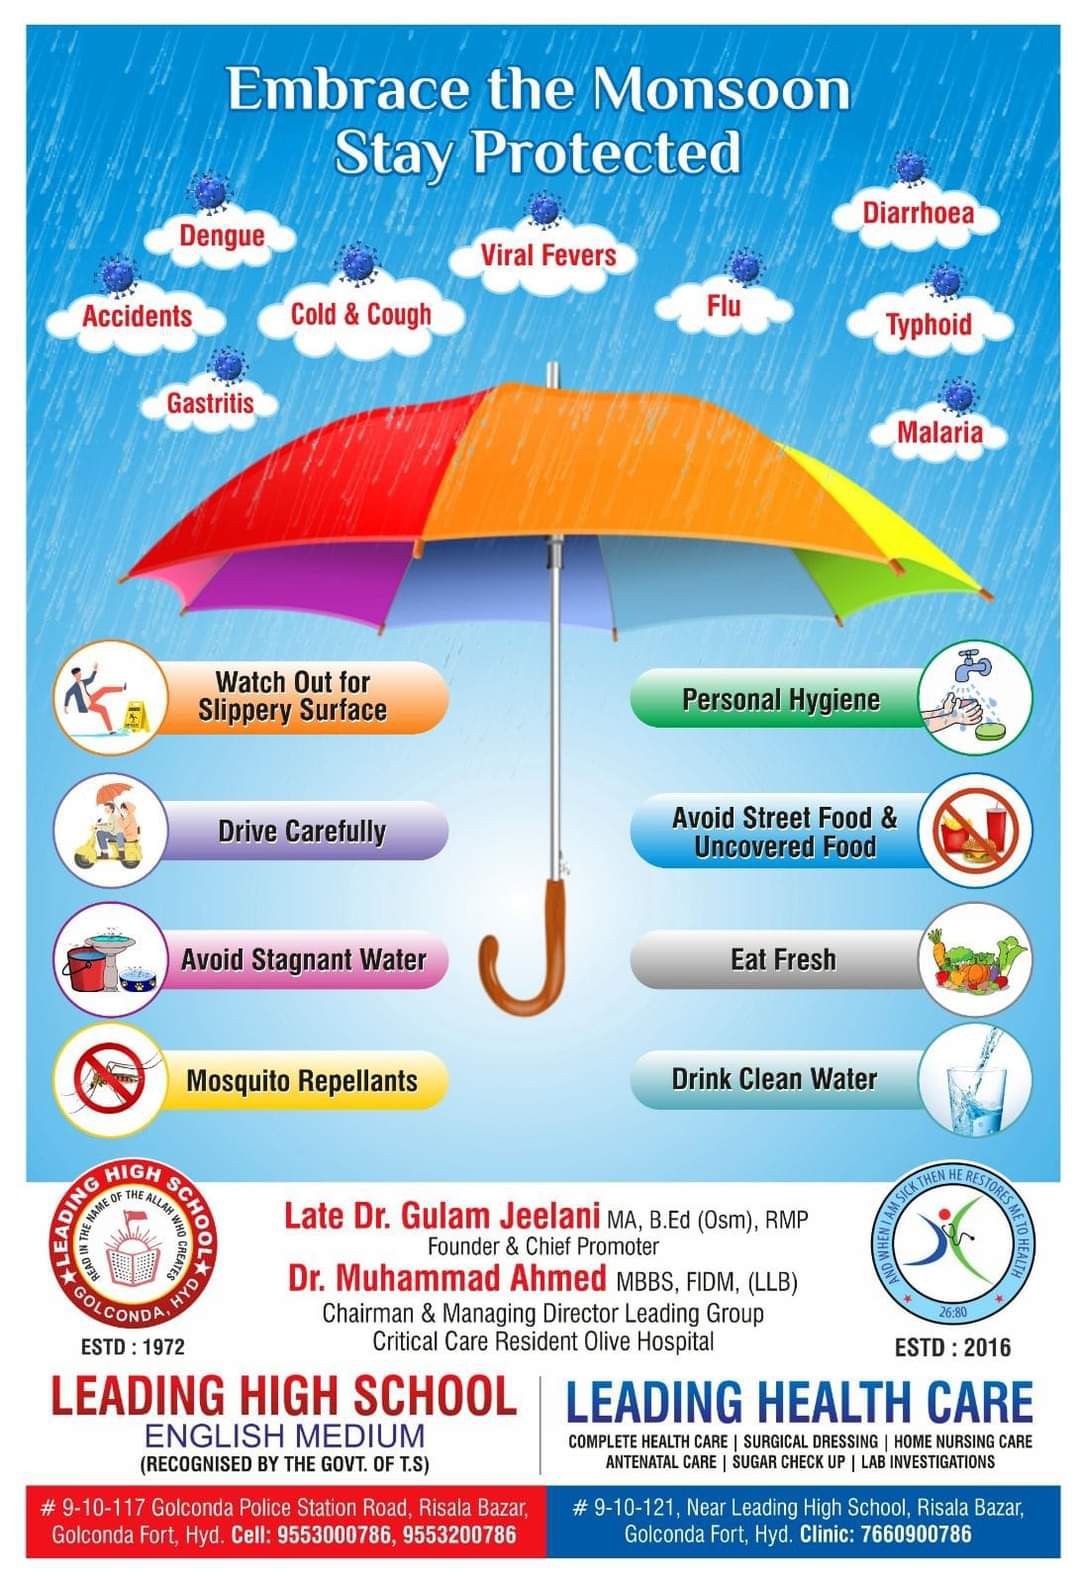 Embrace the Monsoon
Stay Protected
Diarrhoea
Dengue
Viral Fevers
Accidents
Cold & Cough
Flu
Typhoid
Gastritis
Malaria
Watch Out for
Slippery Surface
Personal Hygiene
Drive Carefully
Avoid Street Food &
Uncovered Food
Avoid Stagnant Water
Eat Fresh
Mosquito Repellants
Drink Clean Water
LEADING HIGH SCHOOL
READ IN THE NAME OF THE ALLAH WHO CREATES
GOLCONDA, HYD
ESTD : 1972
Late Dr. Gulam Jeelani MA, B.Ed (Osm), RMP
Founder & Chief Promoter
Dr. Muhammad Ahmed MBBS, FIDM, (LLB)
Chairman & Managing Director Leading Group
Critical Care Resident Olive Hospital
AND WHEN I AM SICK THEN HE RESTORES ME TO HEALTH
26:80
ESTD : 2016
LEADING HIGH SCHOOL
ENGLISH MEDIUM
(RECOGNISED BY THE GOVT. OF T.S)
LEADING HEALTH CARE
COMPLETE HEALTH CARE | SURGICAL DRESSING | HOME NURSING CARE
ANTENATAL CARE | SUGAR CHECK UP | LAB INVESTIGATIONS
# 9-10-117 Golconda Police Station Road, Risala Bazar,
Golconda Fort, Hyd. Cell: 9553000786, 9553200786
# 9-10-121, Near Leading High School, Risala Bazar,
Golconda Fort, Hyd. Clinic: 7660900786